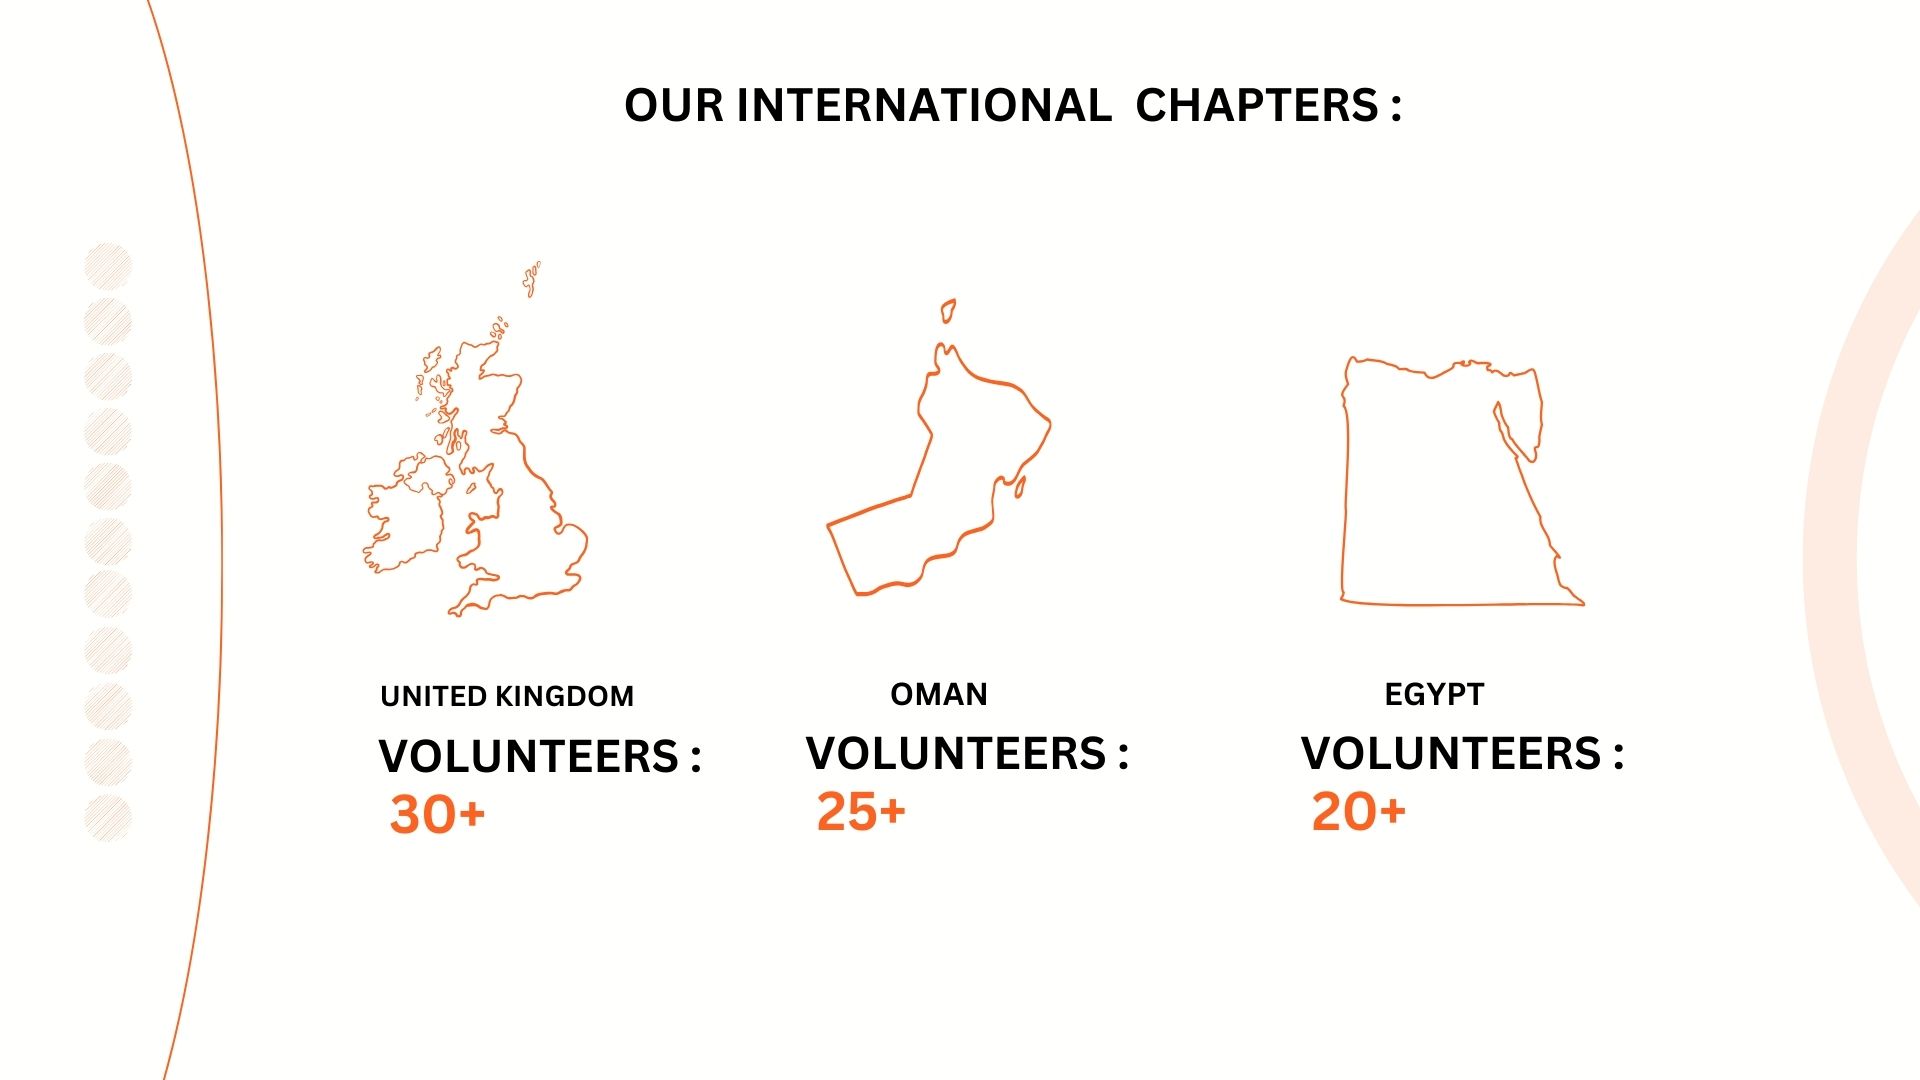 OUR INTERNATIONAL CHAPTERS :
UNITED KINGDOM
VOLUNTEERS :
30+
OMAN
VOLUNTEERS :
25+
EGYPT
VOLUNTEERS :
20+